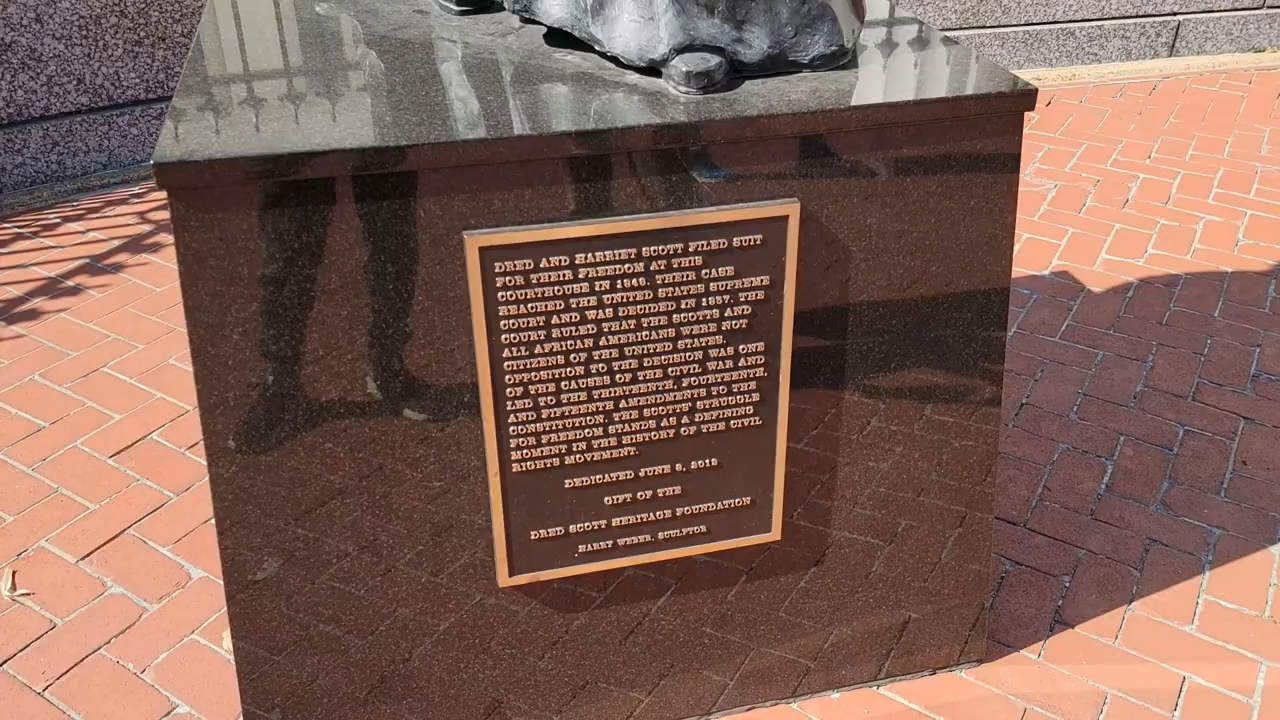 DRED AND HARRIET SCOTT FILED SUIT
FOR THEIR FREEDOM AT THIS
COURTHOUSE IN 1846. THEIR CASE
REACHED THE UNITED STATES SUPREME
COURT AND WAS DECIDED IN 1857. THE
COURT RULED THAT THE SCOTTS AND
ALL AFRICAN AMERICANS WERE NOT
CITIZENS OF THE UNITED STATES.
OPPOSITION TO THE DECISION WAS ONE
OF THE CAUSES OF THE CIVIL WAR AND
LED TO THE THIRTEENTH, FOURTEENTH,
AND FIFTEENTH AMENDMENTS TO THE
CONSTITUTION. THE SCOTTS' STRUGGLE
FOR FREEDOM STANDS AS A DEFINING
MOMENT IN THE HISTORY OF THE CIVIL
RIGHTS MOVEMENT.
DEDICATED JUNE 8, 2012
GIFT OF THE
DRED SCOTT HERITAGE FOUNDATION
HARRY WEBER, SCULPTOR